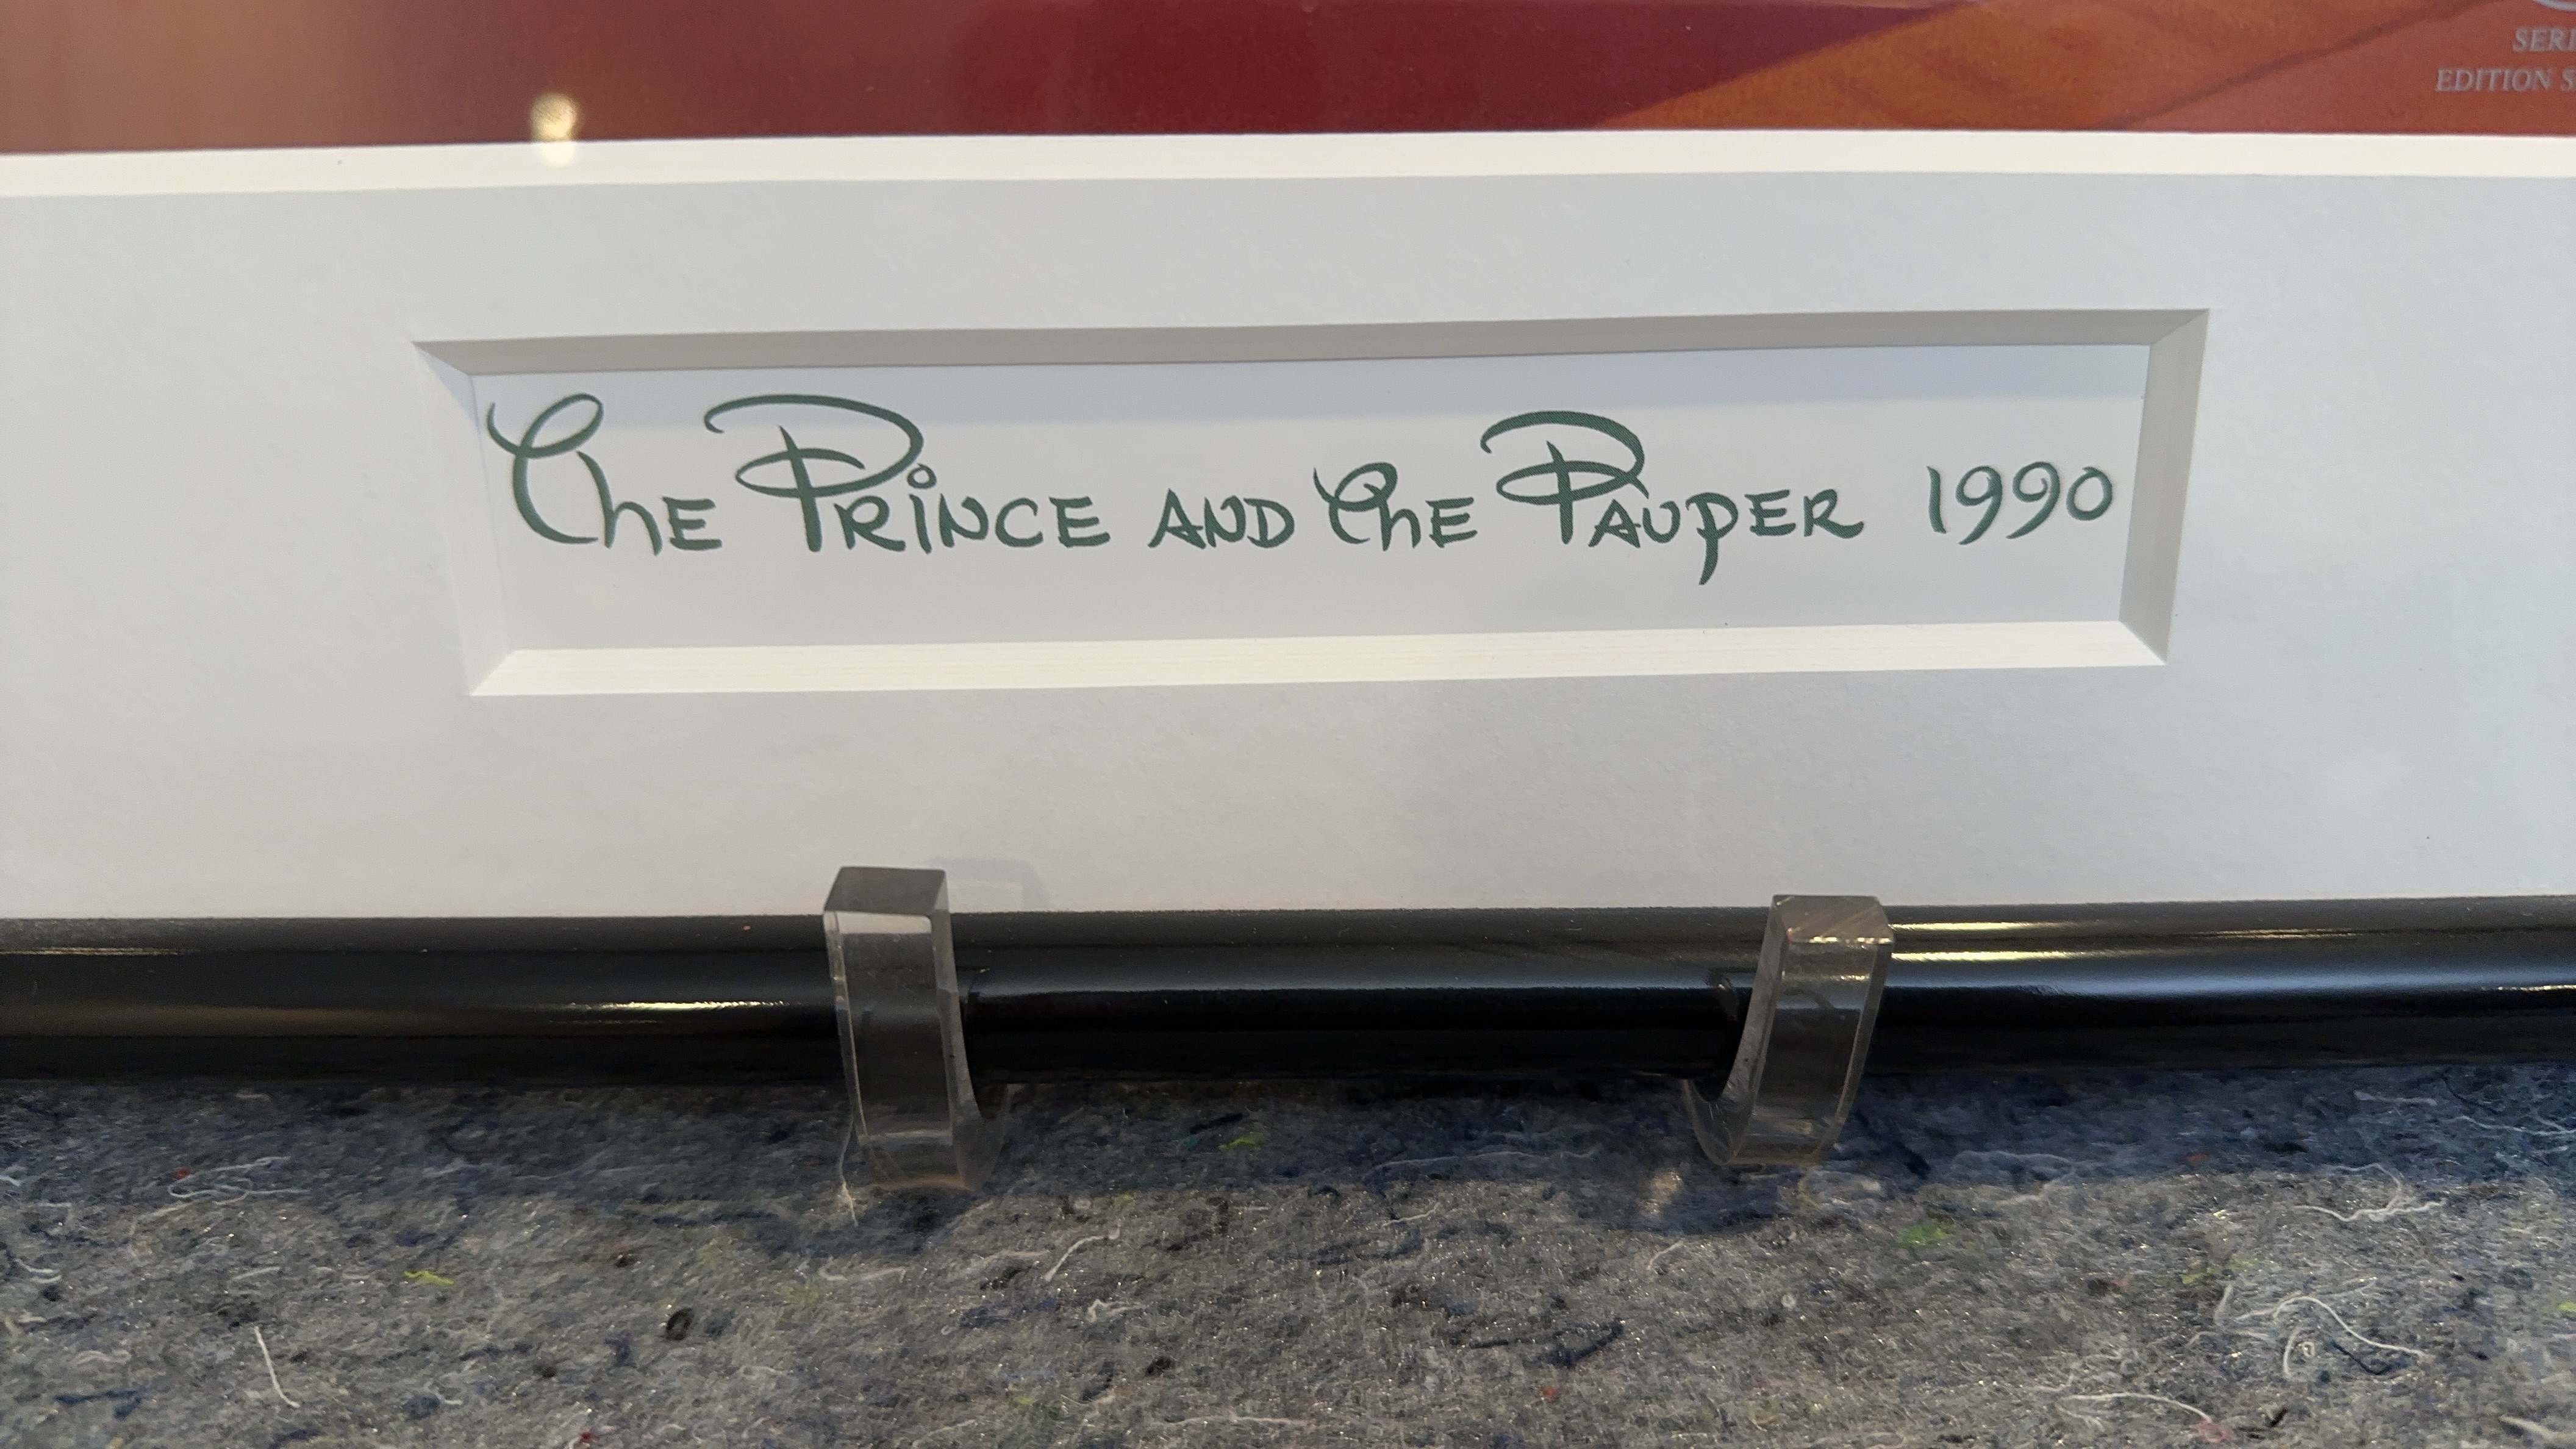 SERI
EDITION S
The Prince and the Pauper 1990